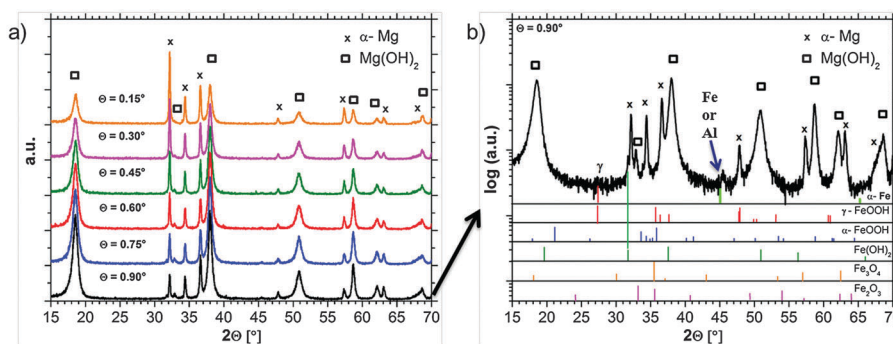 a)
x α- Mg
Mg(OH)2
Θ = 0.15°
Θ = 0.30°
Θ = 0.45°
Θ = 0.60°
Θ = 0.75°
Θ = 0.90°
a.u.
15 20 25 30 35 40 45 50 55 60 65 70
2Θ [°]
b)
Θ = 0.90°
x α- Mg
Mg(OH)2
Fe
or
Al
γ
log (a.u.)
α- Fe
γ- FeOOH
α- FeOOH
Fe(OH)2
Fe3O4
Fe2O3
15 20 25 30 35 40 45 50 55 60 65 70
2Θ [°]